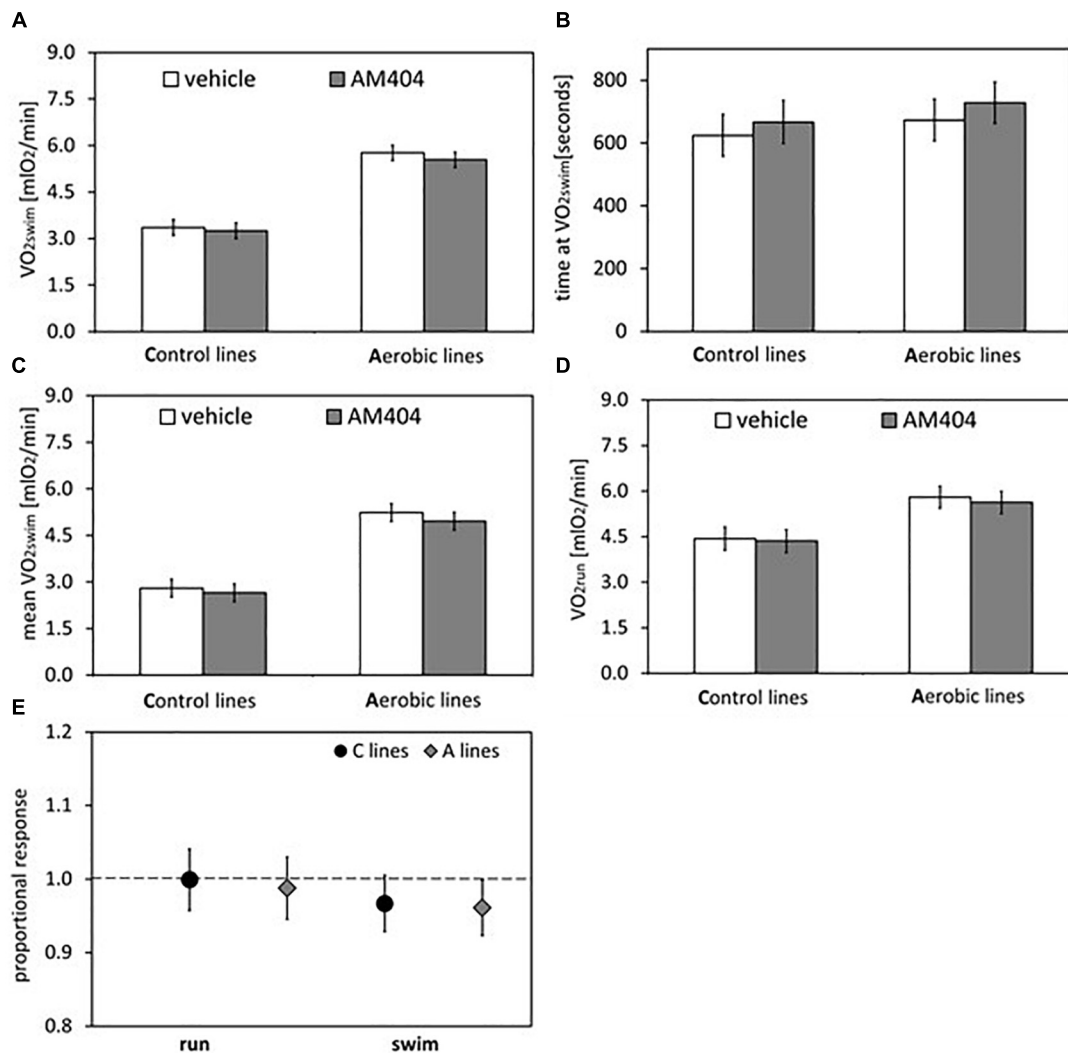 A
VO2swim [mlO2/min]
9.0
7.5
6.0
4.5
3.0
1.5
0.0
vehicle AM404
Control lines Aerobic lines
B
time at VO2swim[seconds]
800
600
400
200
0
Control lines Aerobic lines
C
mean VO2swim [mlO2/min]
9.0
7.5
6.0
4.5
3.0
1.5
0.0
vehicle AM404
Control lines Aerobic lines
D
VO2run [mlO2/min]
9.0
7.5
6.0
4.5
3.0
1.5
0.0
vehicle AM404
Control lines Aerobic lines
E
proportional response
1.2
1.1
1.0
0.9
0.8
C lines A lines
run swim